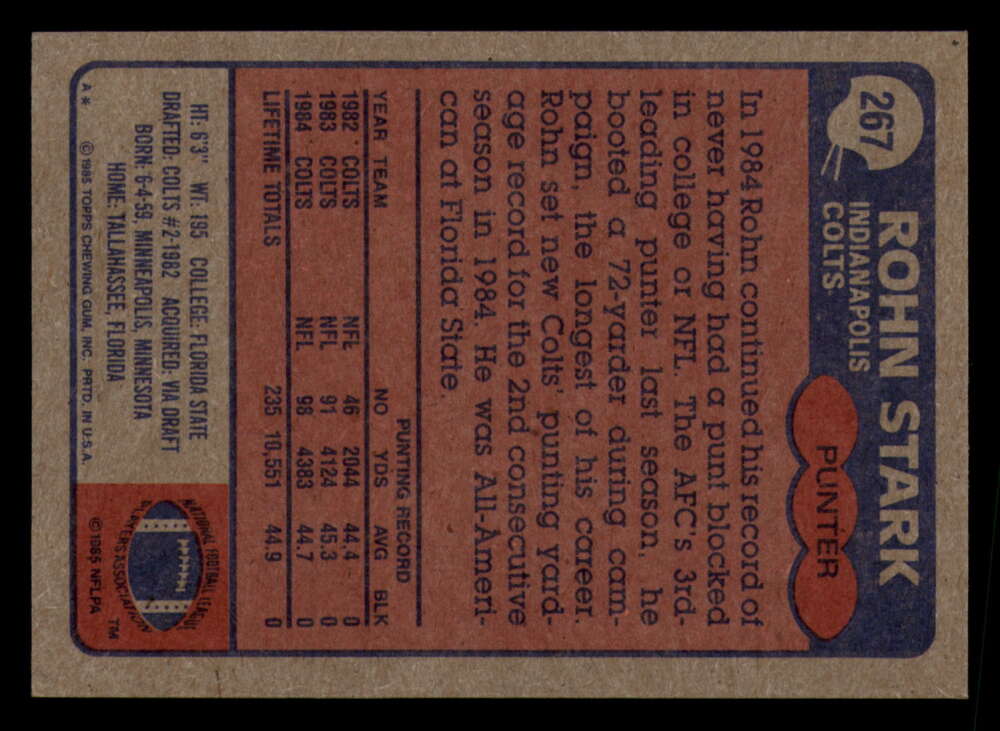 267
ROHN STARK
INDIANAPOLIS
COLTS
PUNTER
In 1984 Rohn continued his record of
never having had a punt blocked
in college or NFL. The AFC's 3rd-
leading punter last season, he
booted a 72-yarder during cam-
paign, the longest of his career.
Rohn set new Colts' punting yard-
age record for the 2nd consecutive
season in 1984. He was All-Ameri-
can at Florida State.
PUNTING RECORD
YEAR TEAM NO YDS AVG BLK
1982 COLTS NFL 46 2044 44.4 0
1983 COLTS NFL 91 4124 45.3 0
1984 COLTS NFL 98 4383 44.7 0
LIFETIME TOTALS 235 10,551 44.9 0
HT: 6'3" WT: 195 COLLEGE: FLORIDA STATE
DRAFTED: COLTS #2-1982 ACQUIRED: VIA DRAFT
BORN: 6-4-59, MINNEAPOLIS, MINNESOTA
HOME: TALLAHASSEE, FLORIDA
A* © 1985 TOPPS CHEWING GUM, INC. PRTD. IN U.S.A.
NATIONAL FOOTBALL LEAGUE
PLAYERS ASSOCIATION
© 1985 NFLPA TM